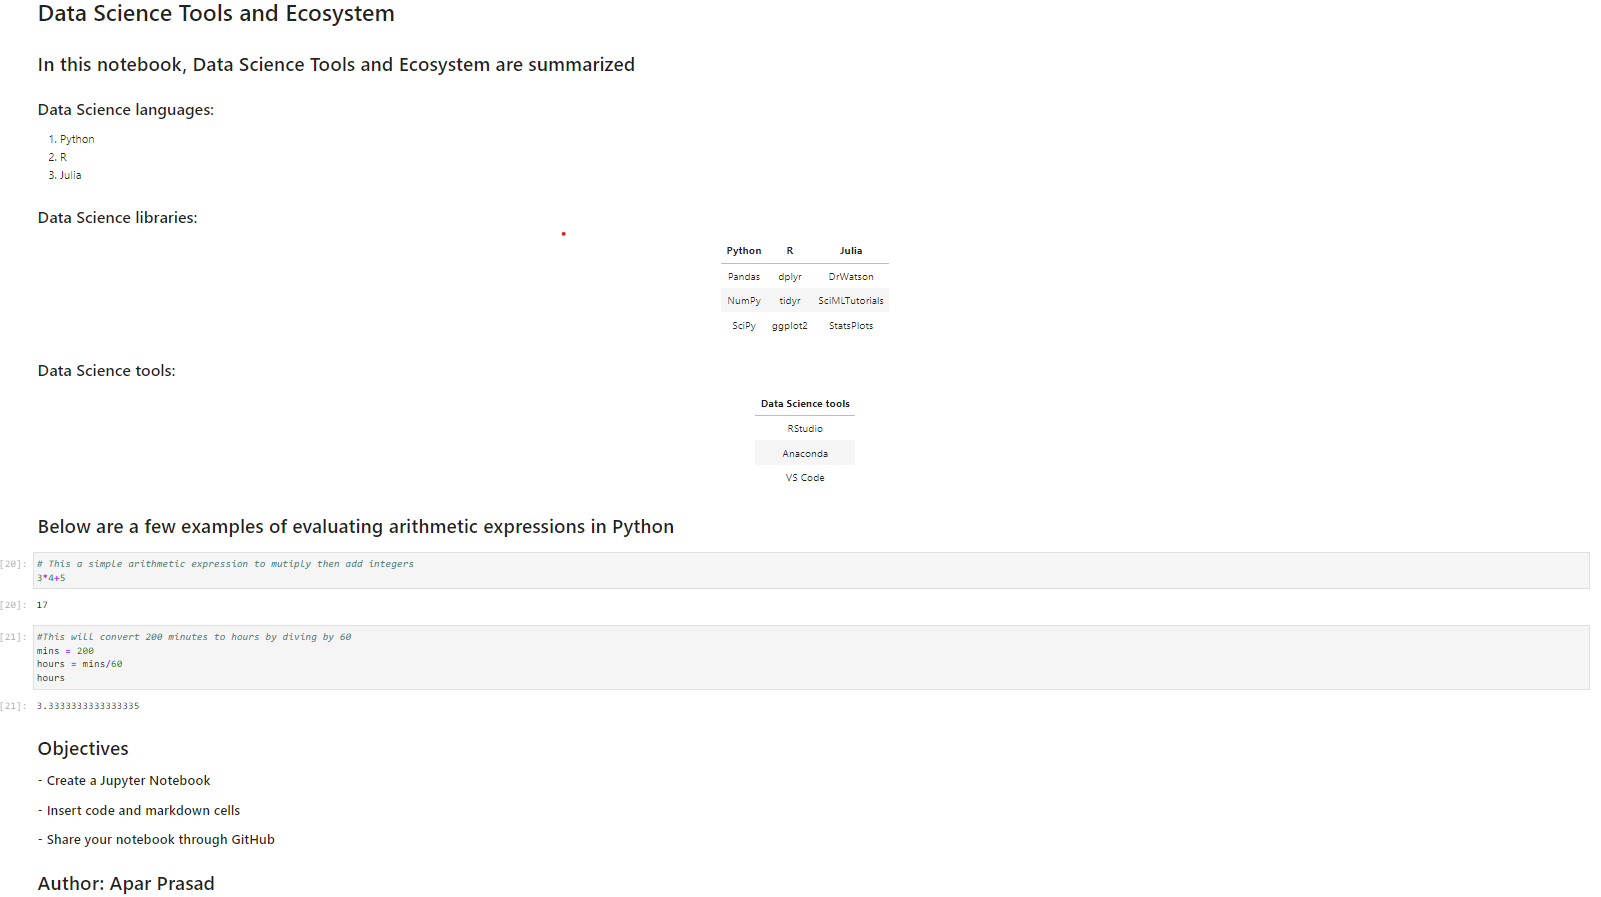 Data Science Tools and Ecosystem
In this notebook, Data Science Tools and Ecosystem are summarized
Data Science languages:
1. Python
2. R
3. Julia
Data Science libraries:
Python R Julia
Pandas dplyr DrWatson
NumPy tidyr SciMLTutorials
SciPy ggplot2 StatsPlots
Data Science tools:
Data Science tools
RStudio
Anaconda
VS Code
Below are a few examples of evaluating arithmetic expressions in Python
[20]: # This a simple arithmetic expression to mutiply then add integers
3*4+5
[20]: 17
[21]: #This will convert 200 minutes to hours by diving by 60
mins = 200
hours = mins/60
hours
[21]: 3.3333333333333335
Objectives
- Create a Jupyter Notebook
- Insert code and markdown cells
- Share your notebook through GitHub
Author: Apar Prasad